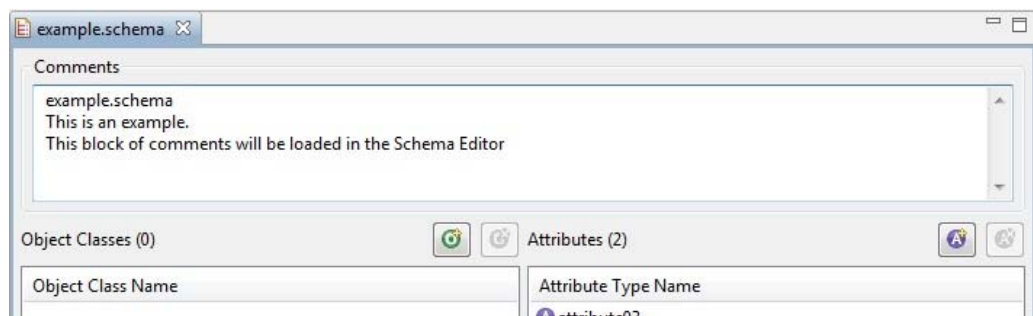 example.schema
Comments
example.schema
This is an example.
This block of comments will be loaded in the Schema Editor
Object Classes (0)
Attributes (2)
Object Class Name
Attribute Type Name